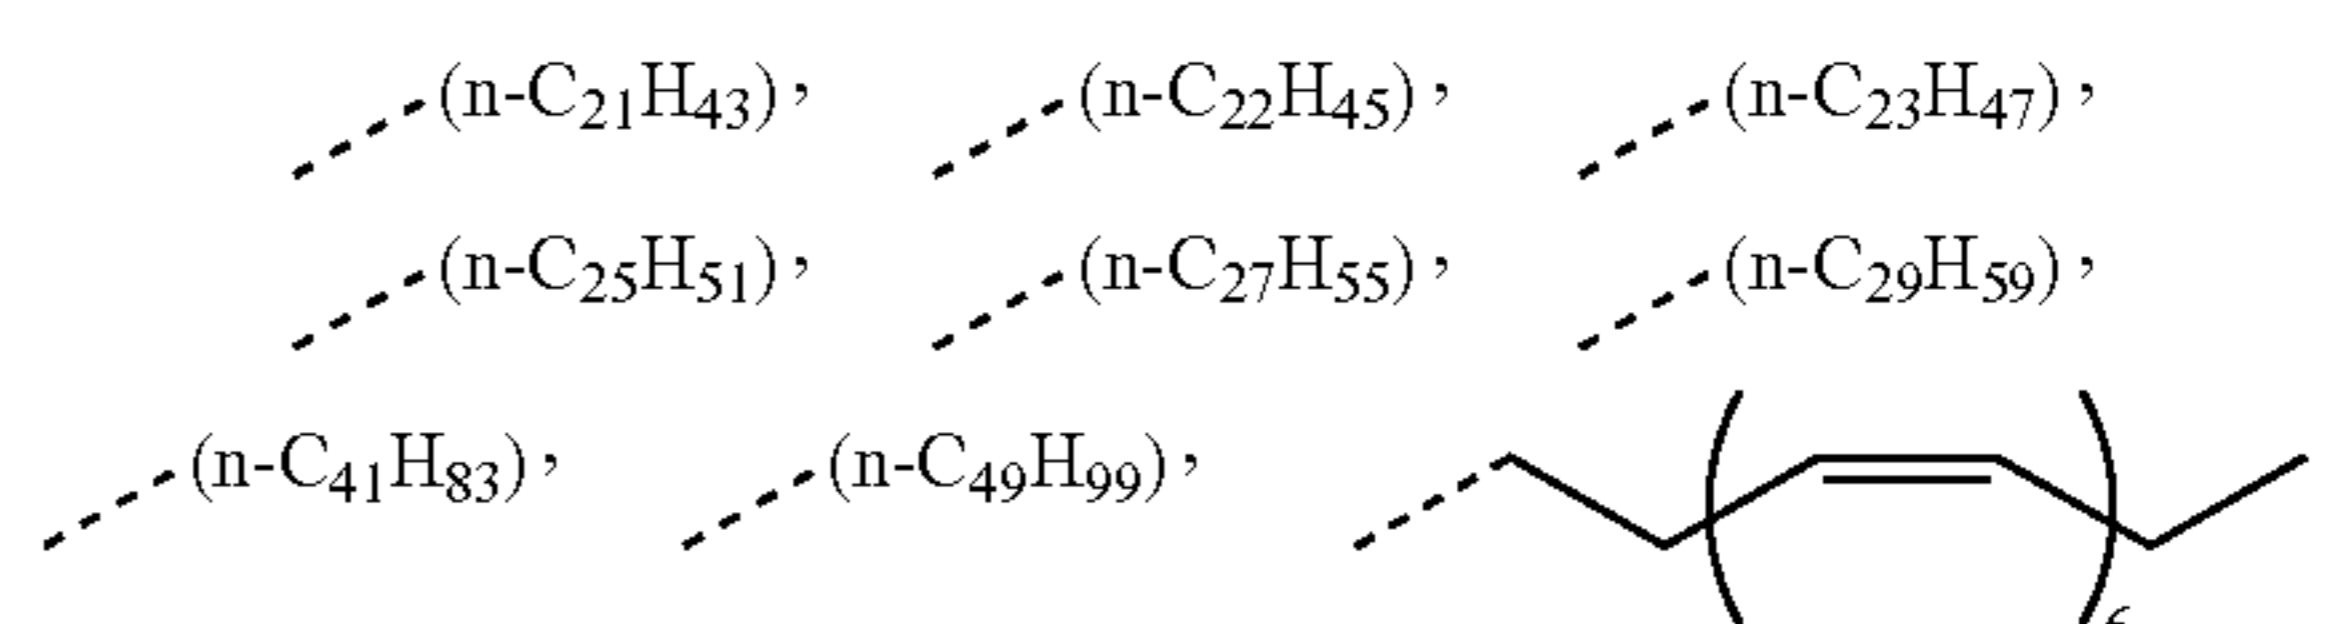 (n-C₂₁H₄₃), (n-C₂₂H₄₅), (n-C₂₃H₄₇),
(n-C₂₅H₅₁), (n-C₂₇H₅₅), (n-C₂₉H₅₉),
(n-C₄₁H₈₃), (n-C₄₉H₉₉),